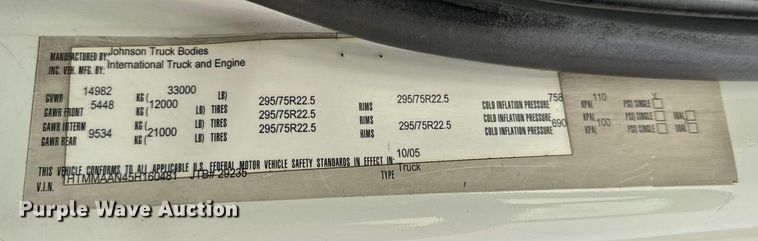 MANUFACTURED BY: Johnson Truck Bodies
INC. VEH. MFG. BY: International Truck and Engine
GVWR 14982 KG ( 33000 LB)
GAWR FRONT 5448 KG ( 12000 LB) TIRES 295/75R22.5 RIMS 295/75R22.5 COLD INFLATION PRESSURE 758 KPA( 110 PSI) SINGLE X DUAL
GAWR INTERM KG ( LB) TIRES 295/75R22.5 RIMS COLD INFLATION PRESSURE
GAWR REAR 9534 KG ( 21000 LB) TIRES 295/75R22.5 RIMS 295/75R22.5 COLD INFLATION PRESSURE 690 KPA( 100 PSI) SINGLE DUAL
THIS VEHICLE CONFORMS TO ALL APPLICABLE U.S. FEDERAL MOTOR VEHICLE SAFETY STANDARDS IN EFFECT IN: 10/05
V.I.N. 1HTMMAAN45H160481 JTB# 29235 TYPE Truck
Purple Wave Auction